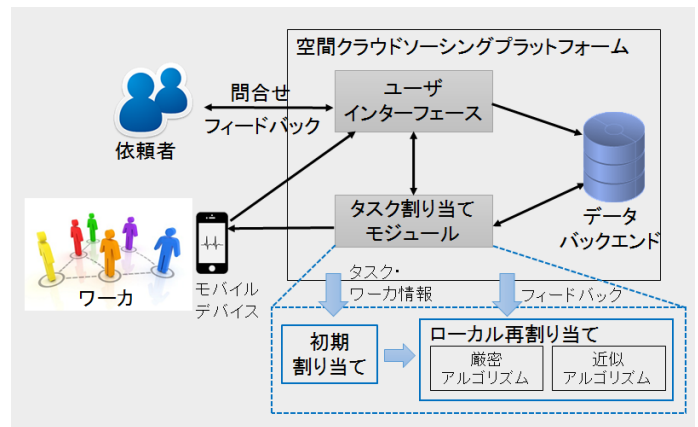 空間クラウドソーシングプラットフォーム
問合せ
フィードバック
依頼者
ユーザ
インターフェース
タスク割り当て
モジュール
データ
バックエンド
ワーカ
モバイル
デバイス
タスク・
ワーカ情報
フィードバック
初期
割り当て
ローカル再割り当て
厳密
アルゴリズム
近似
アルゴリズム